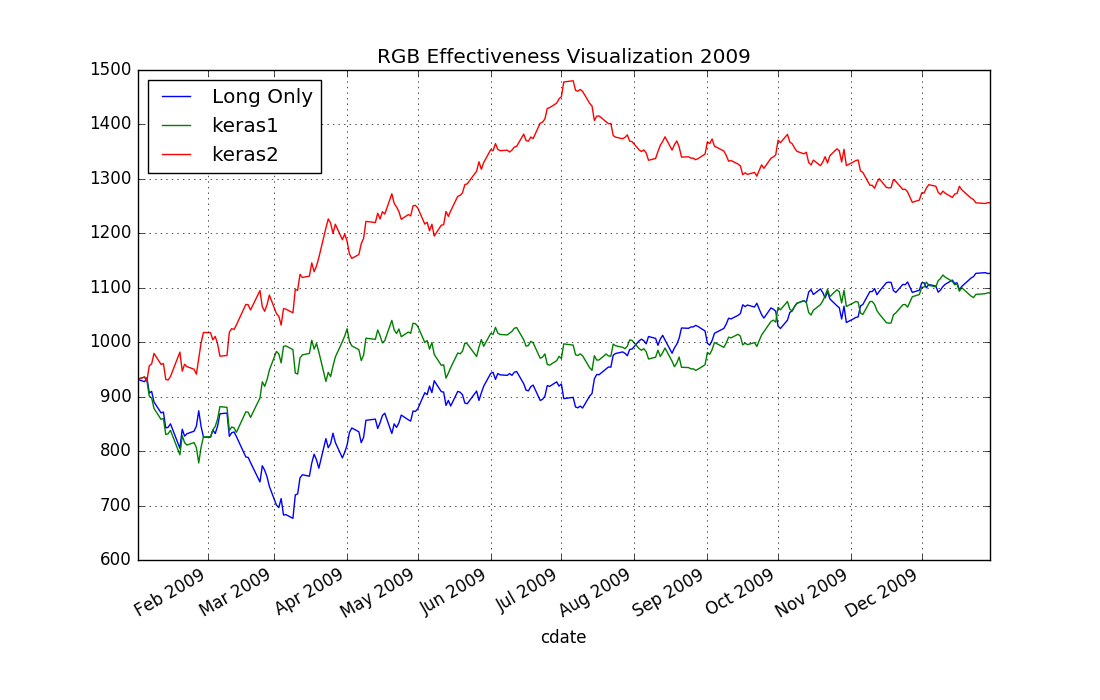 RGB Effectiveness Visualization 2009
1500
1400
1300
1200
1100
1000
900
800
700
600
Long Only
keras1
keras2
Feb 2009
Mar 2009
Apr 2009
May 2009
Jun 2009
Jul 2009
Aug 2009
Sep 2009
Oct 2009
Nov 2009
Dec 2009
cdate